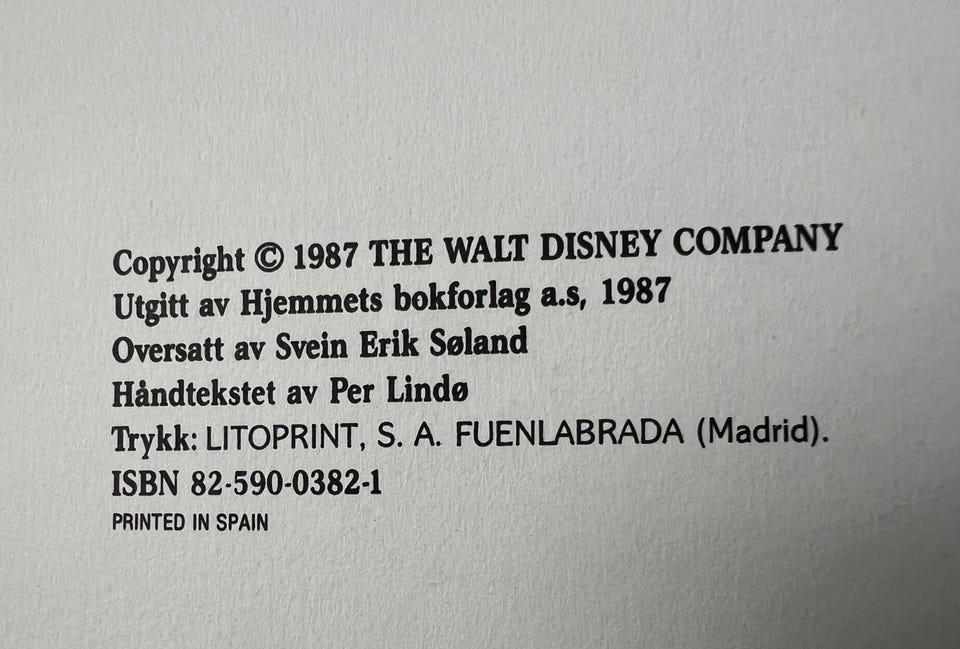 Copyright © 1987 THE WALT DISNEY COMPANY
Utgitt av Hjemmets bokforlag a.s, 1987
Oversatt av Svein Erik Søland
Håndtekstet av Per Lindø
Trykk: LITOPRINT, S. A. FUENLABRADA (Madrid).
ISBN 82-590-0382-1
PRINTED IN SPAIN